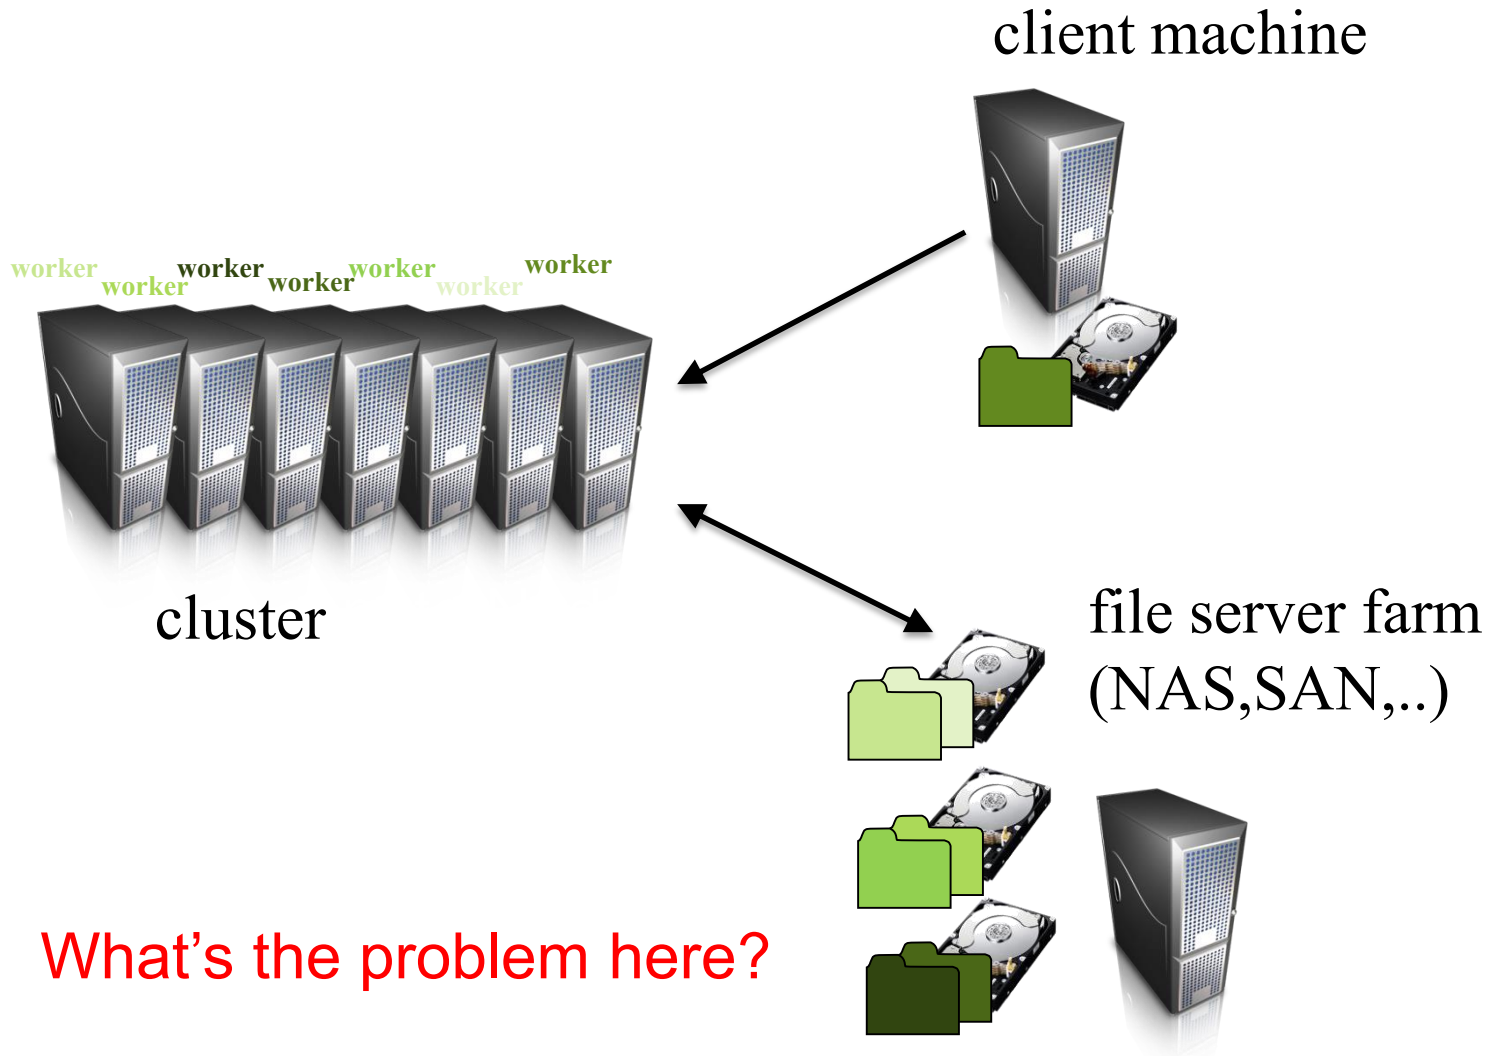 client machine
worker
worker
worker
worker
worker
worker
worker
cluster
file server farm
(NAS,SAN,..)
What’s the problem here?